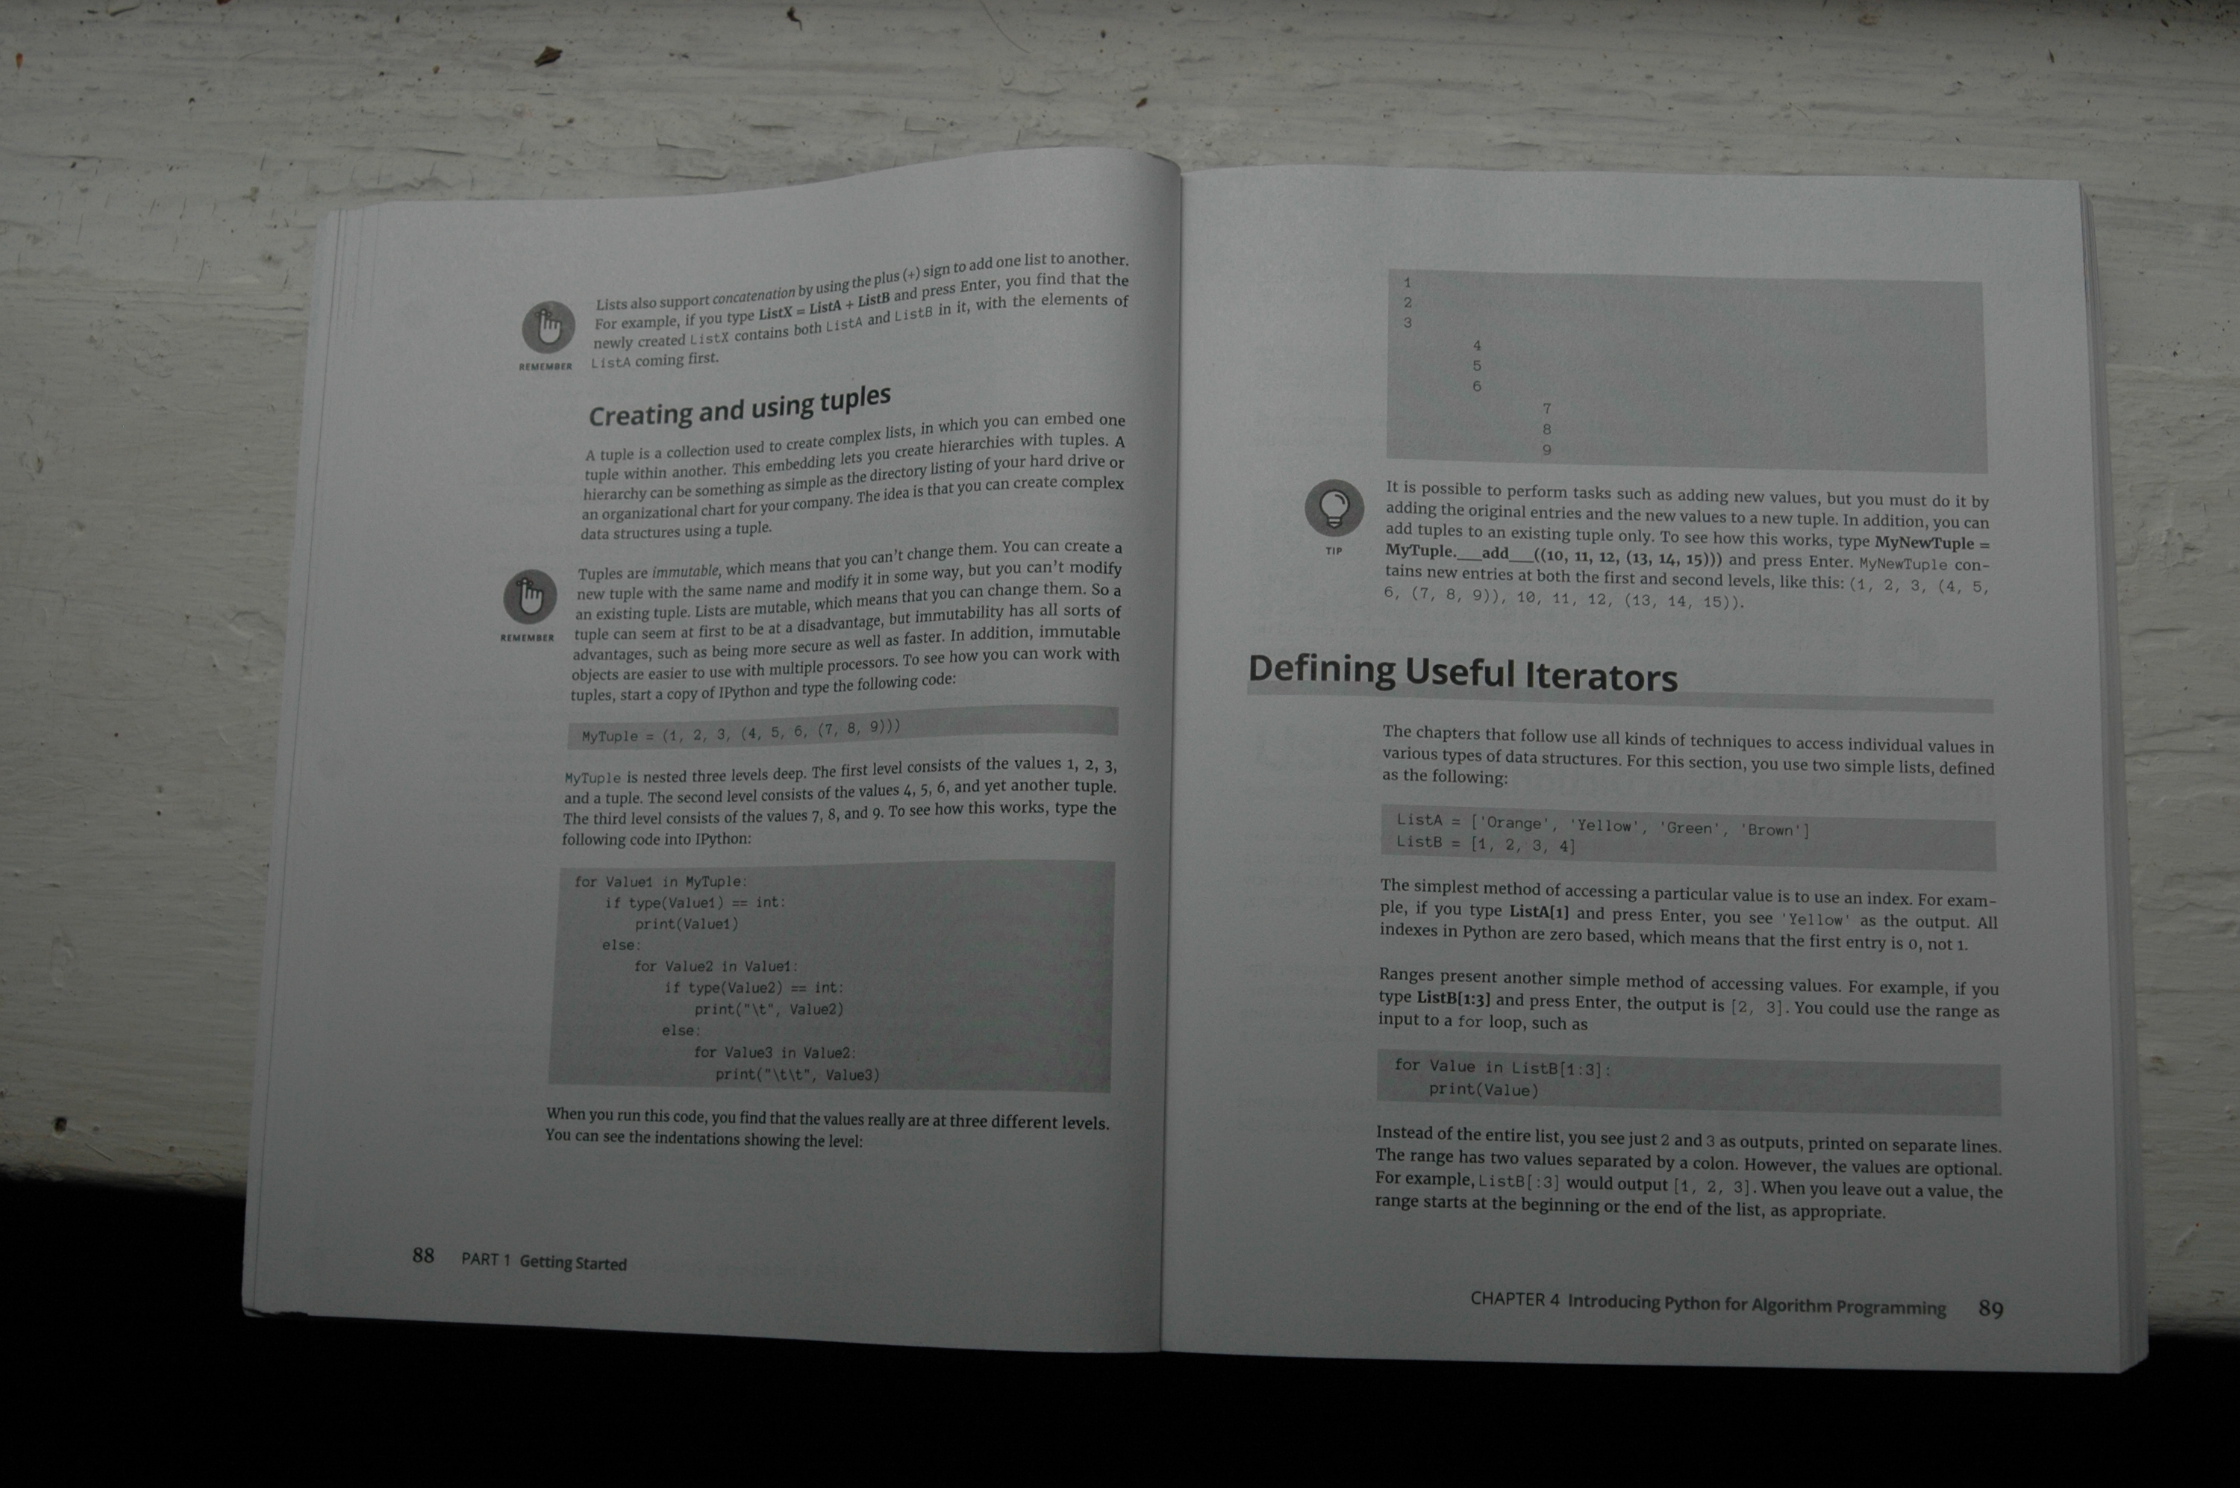 Lists also support concatenation by using the plus (+) sign to add one list to another.
For example, if you type ListX = ListA + ListB and press Enter, you find that the
newly created ListX contains both ListA and ListB in it, with the elements of
ListA coming first.
REMEMBER
Creating and using tuples
A tuple is a collection used to create complex lists, in which you can embed one
tuple within another. This embedding lets you create hierarchies with tuples. A
hierarchy can be something as simple as the directory listing of your hard drive or
an organizational chart for your company. The idea is that you can create complex
data structures using a tuple.
Tuples are immutable, which means that you can't change them. You can create a
new tuple with the same name and modify it in some way, but you can't modify
an existing tuple. Lists are mutable, which means that you can change them. So a
tuple can seem at first to be at a disadvantage, but immutability has all sorts of
advantages, such as being more secure as well as faster. In addition, immutable
objects are easier to use with multiple processors. To see how you can work with
tuples, start a copy of IPython and type the following code:
REMEMBER
MyTuple = (1, 2, 3, (4, 5, 6, (7, 8, 9)))
MyTuple is nested three levels deep. The first level consists of the values 1, 2, 3,
and a tuple. The second level consists of the values 4, 5, 6, and yet another tuple.
The third level consists of the values 7, 8, and 9. To see how this works, type the
following code into IPython:
for Value1 in MyTuple:
if type(Value1) == int:
print(Value1)
else:
for Value2 in Value1:
if type(Value2) == int:
print("\t", Value2)
else:
for Value3 in Value2:
print("\t\t", Value3)
When you run this code, you find that the values really are at three different levels.
You can see the indentations showing the level:
88 PART 1 Getting Started
1
2
3
4
5
6
7
8
9
It is possible to perform tasks such as adding new values, but you must do it by
adding the original entries and the new values to a new tuple. In addition, you can
add tuples to an existing tuple only. To see how this works, type MyNewTuple =
MyTuple.__add__((10, 11, 12, (13, 14, 15))) and press Enter. MyNewTuple con-
tains new entries at both the first and second levels, like this: (1, 2, 3, (4, 5,
6, (7, 8, 9)), 10, 11, 12, (13, 14, 15)).
TIP
Defining Useful Iterators
The chapters that follow use all kinds of techniques to access individual values in
various types of data structures. For this section, you use two simple lists, defined
as the following:
ListA = ['Orange', 'Yellow', 'Green', 'Brown']
ListB = [1, 2, 3, 4]
The simplest method of accessing a particular value is to use an index. For exam-
ple, if you type ListA[1] and press Enter, you see 'Yellow' as the output. All
indexes in Python are zero based, which means that the first entry is 0, not 1.
Ranges present another simple method of accessing values. For example, if you
type ListB[1:3] and press Enter, the output is [2, 3]. You could use the range as
input to a for loop, such as
for Value in ListB[1:3]:
print(Value)
Instead of the entire list, you see just 2 and 3 as outputs, printed on separate lines.
The range has two values separated by a colon. However, the values are optional.
For example, ListB[:3] would output [1, 2, 3]. When you leave out a value, the
range starts at the beginning or the end of the list, as appropriate.
CHAPTER 4 Introducing Python for Algorithm Programming 89